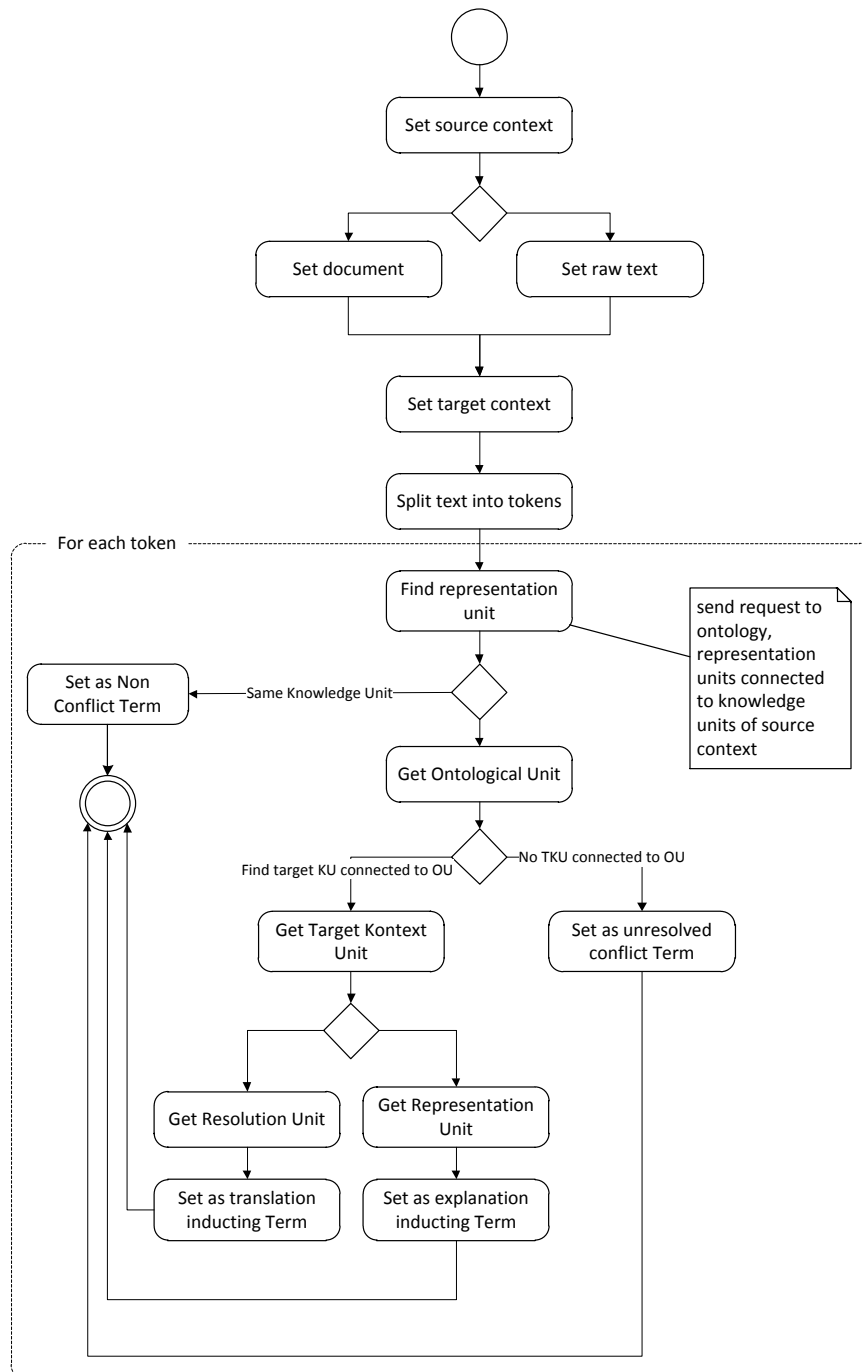 Set source context
Set document
Set raw text
Set target context
Split text into tokens
For each token
Find representation
unit
send request to
ontology,
representation
units connected
to knowledge
units of source
context
Set as Non
Conflict Term
Same Knowledge Unit
Get Ontological Unit
Find target KU connected to OU
No TKU connected to OU
Get Target Kontext
Unit
Set as unresolved
conflict Term
Get Resolution Unit
Get Representation
Unit
Set as translation
inducting Term
Set as explanation
inducting Term